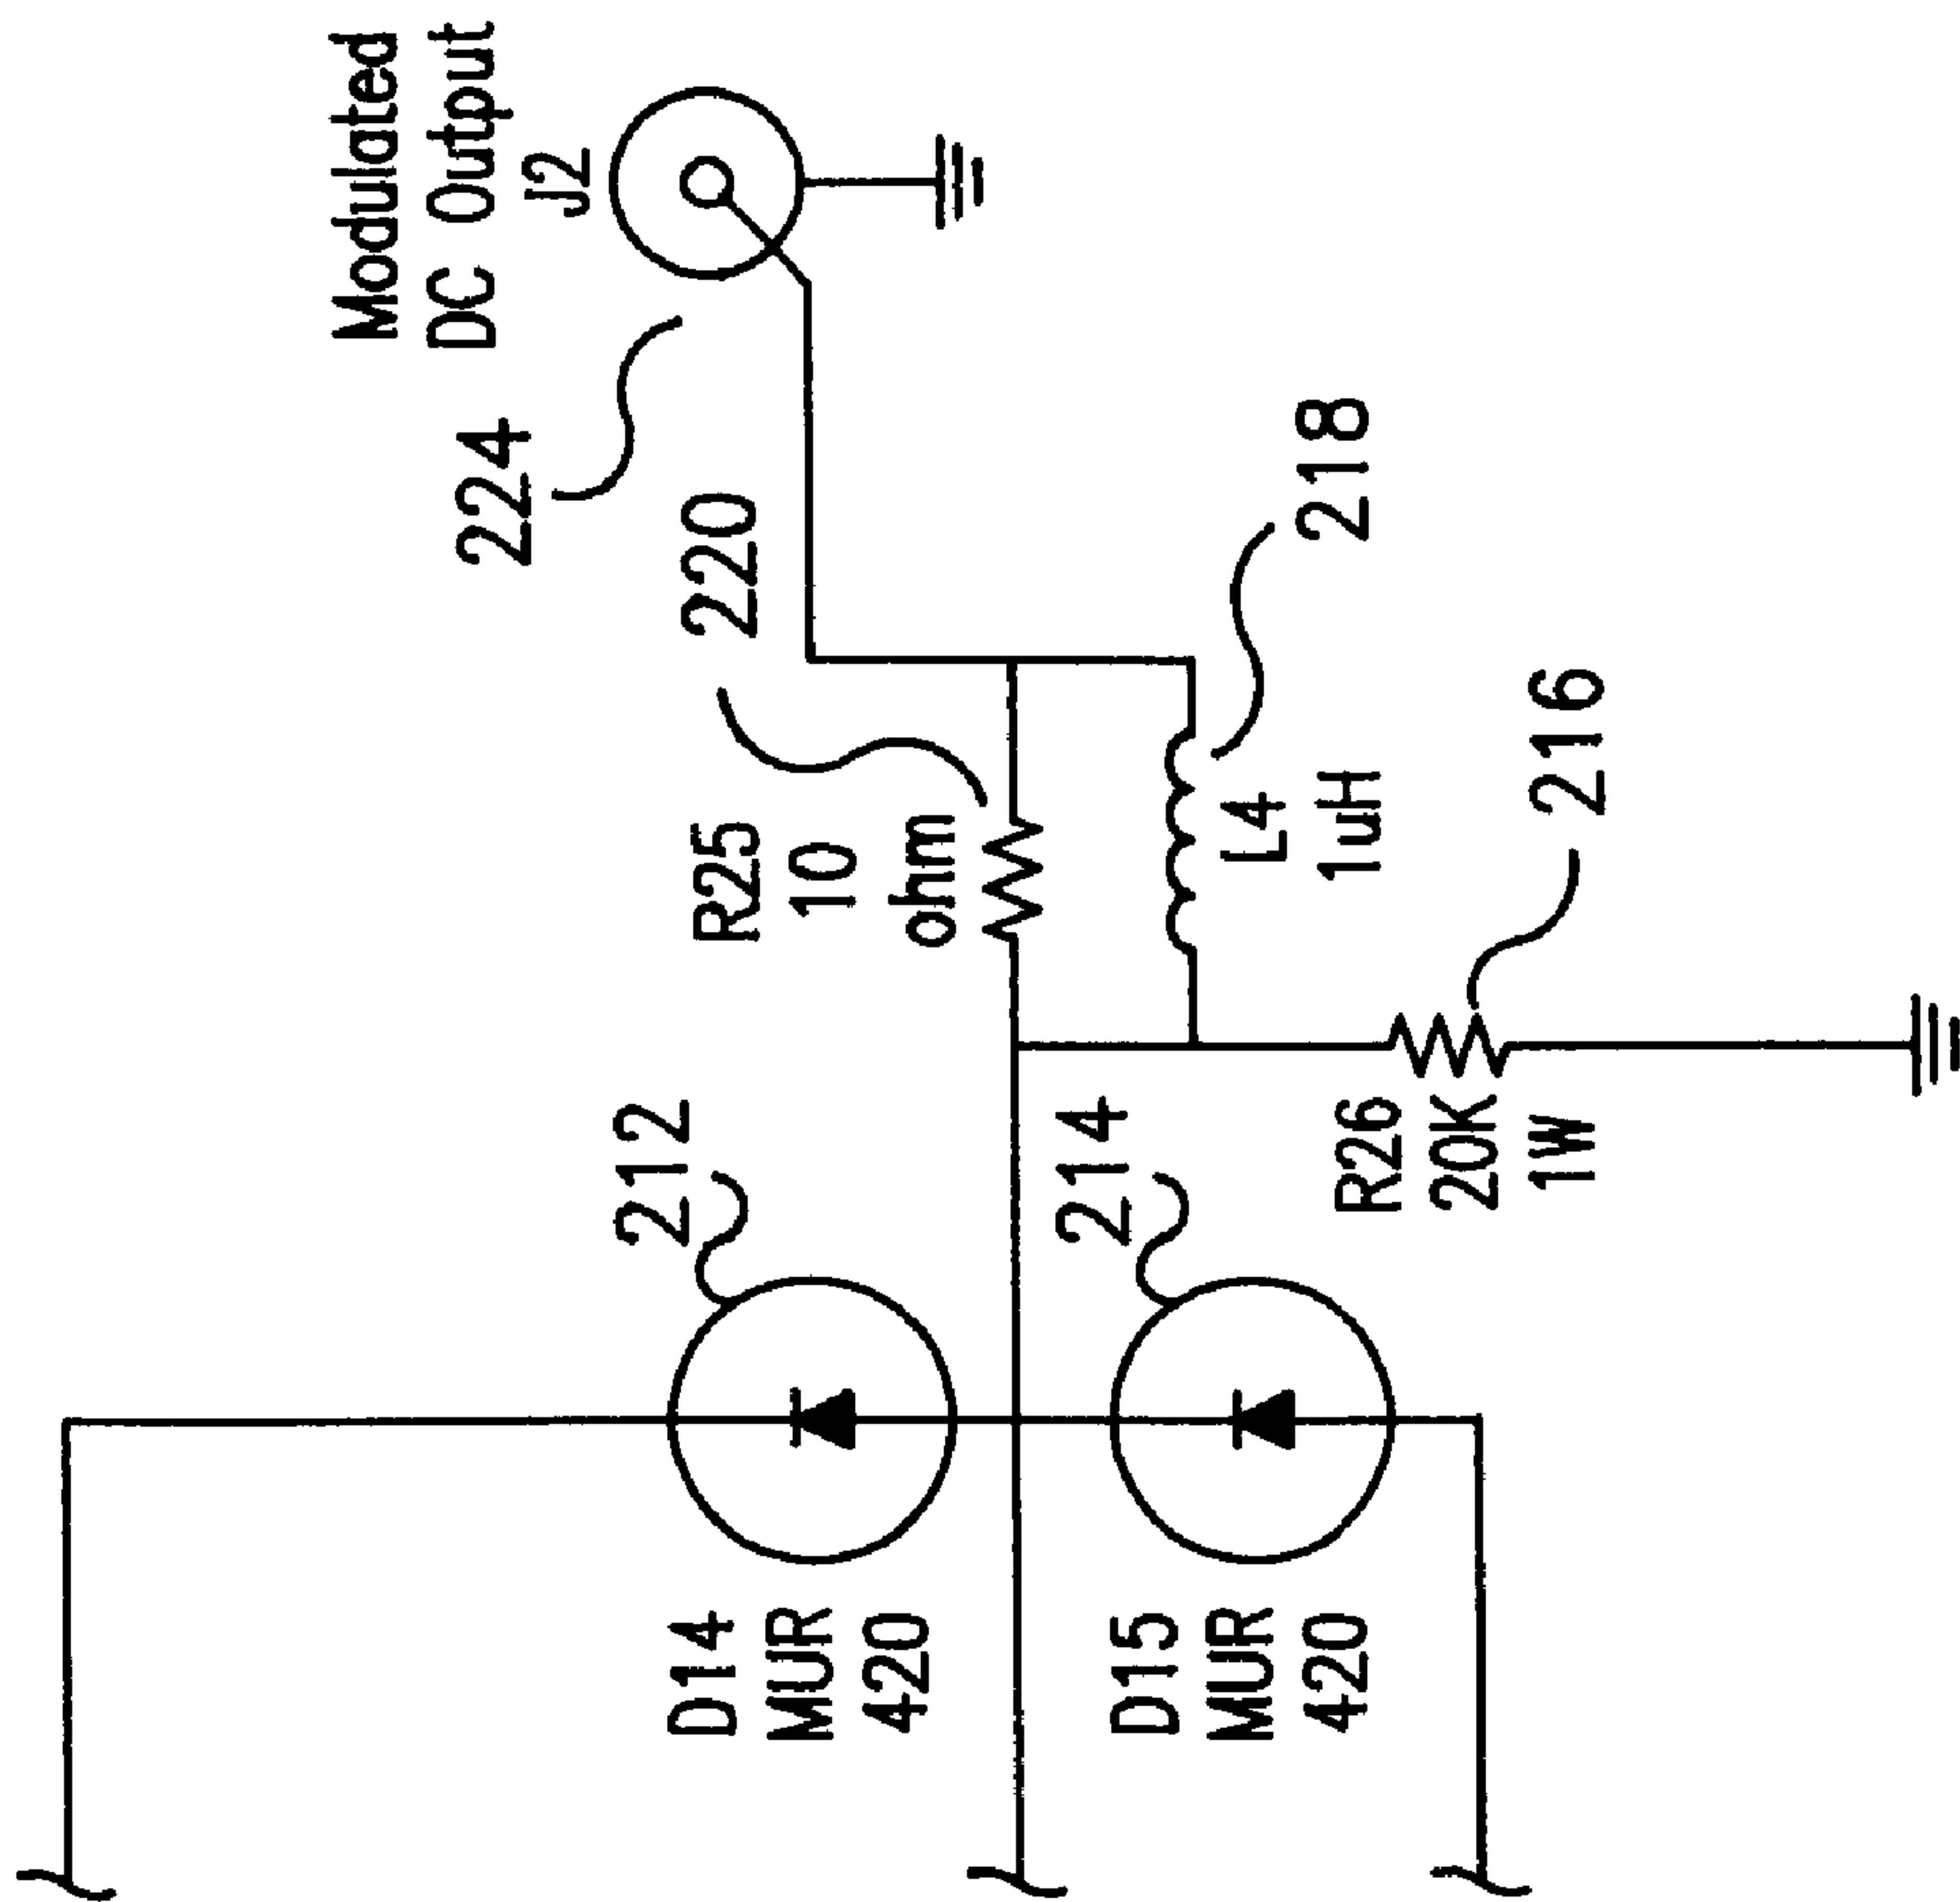 Modulated
DC Output
J2
224
220
218
R25
10
ohm
L4
1uH
216
212
214
R26
20K
1W
D14
MUR
420
D15
MUR
420